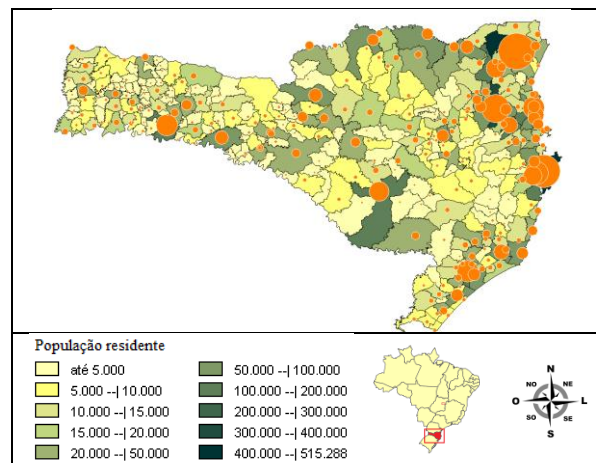 População residente
até 5.000
5.000 --| 10.000
10.000 --| 15.000
15.000 --| 20.000
20.000 --| 50.000
50.000 --| 100.000
100.000 --| 200.000
200.000 --| 300.000
300.000 --| 400.000
400.000 --| 515.288
N
NO NE
O L
SO SE
S